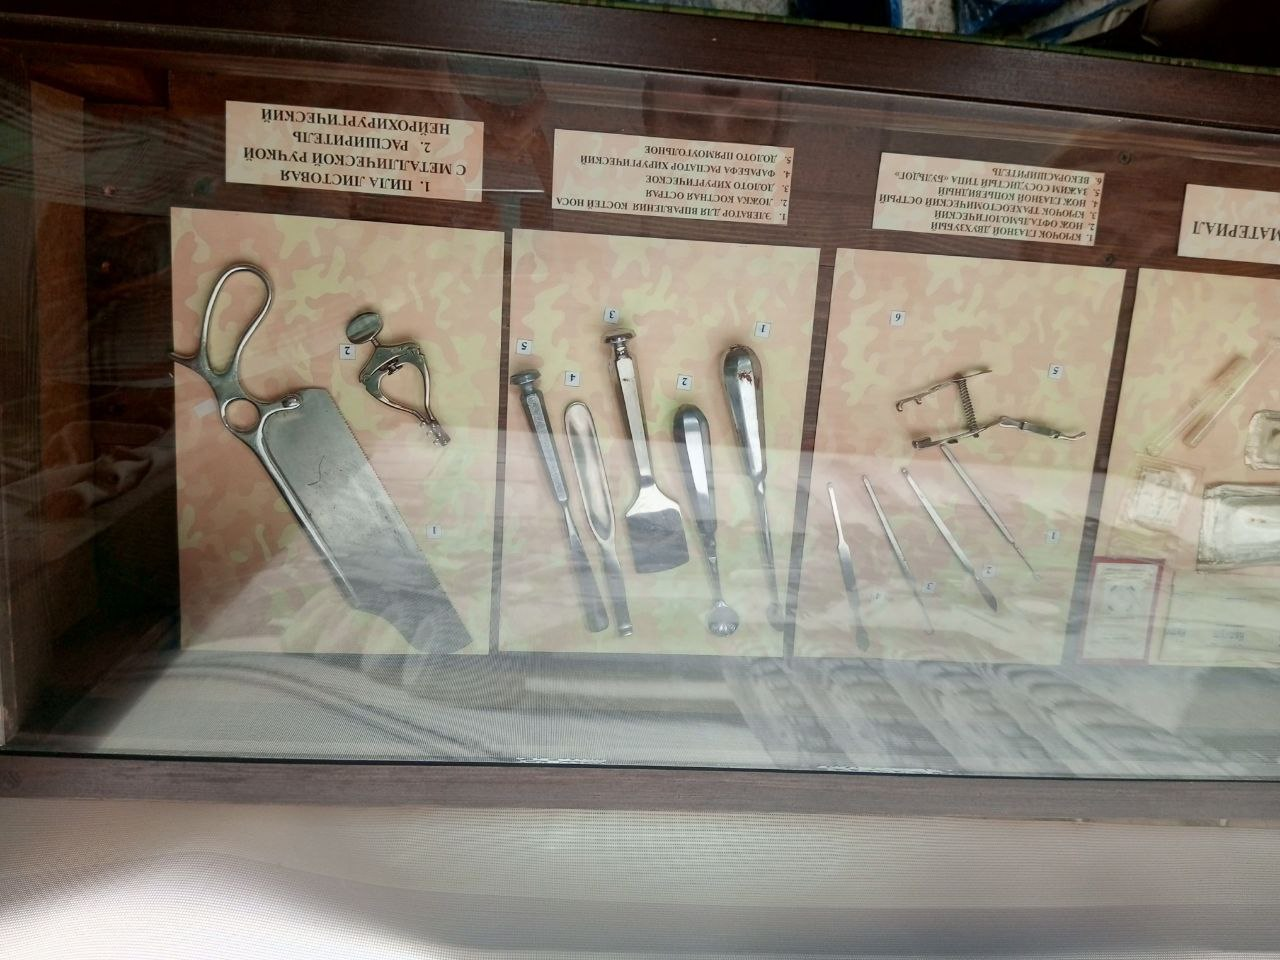 1. ПИЛА ЛИСТОВАЯ
С МЕТАЛЛИЧЕСКОЙ РУЧКОЙ
2. РАСШИРИТЕЛЬ
НЕЙРОХИРУРГИЧЕСКИЙ
1. ЭЛЕВАТОР ДЛЯ ВПРАВЛЕНИЯ КОСТЕЙ НОСА
2. ЛОЖКА КОСТНАЯ ОСТРАЯ
3. ДОЛОТО ХИРУРГИЧЕСКОЕ
4. ФАРАБЕФА РАСПАТОР ХИРУРГИЧЕСКИЙ
5. ДОЛОТО ПРЯМОУГОЛЬНОЕ
1. КРЮЧОК ГЛАЗНОЙ ДВУХЗУБЫЙ
2. НОЖ ОФТАЛЬМОЛОГИЧЕСКИЙ
3. КРЮЧОК ТРАХЕОСТОМИЧЕСКИЙ ОСТРЫЙ
4. НОЖ ГЛАЗНОЙ КОПЬЕВИДНЫЙ
5. ЗАЖИМ СОСУДИСТЫЙ ТИПА «БУЛЬДОГ»
6. ВЕКОРАСШИРИТЕЛЬ
МАТЕРИАЛ
1
2
1
2
3
4
5
1
2
3
4
5
6